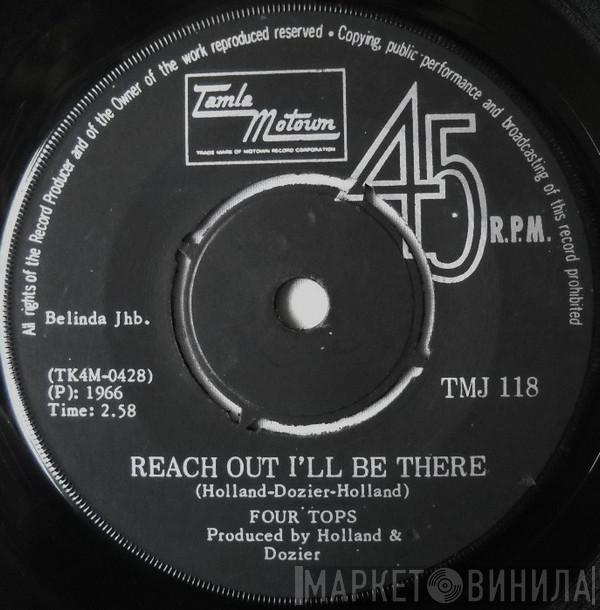 All rights of the Record Producer and of the Owner of the work reproduced reserved • Copying, public performance and broadcasting of this record prohibited
Tamla
Motown
TRADE MARK OF MOTOWN RECORD CORPORATION
45
R.P.M.
Belinda Jhb.
(TK4M-0428)
(P): 1966
Time: 2.58
TMJ 118
REACH OUT I'LL BE THERE
(Holland-Dozier-Holland)
FOUR TOPS
Produced by Holland &
Dozier
МАРКЕТ ВИНИЛА